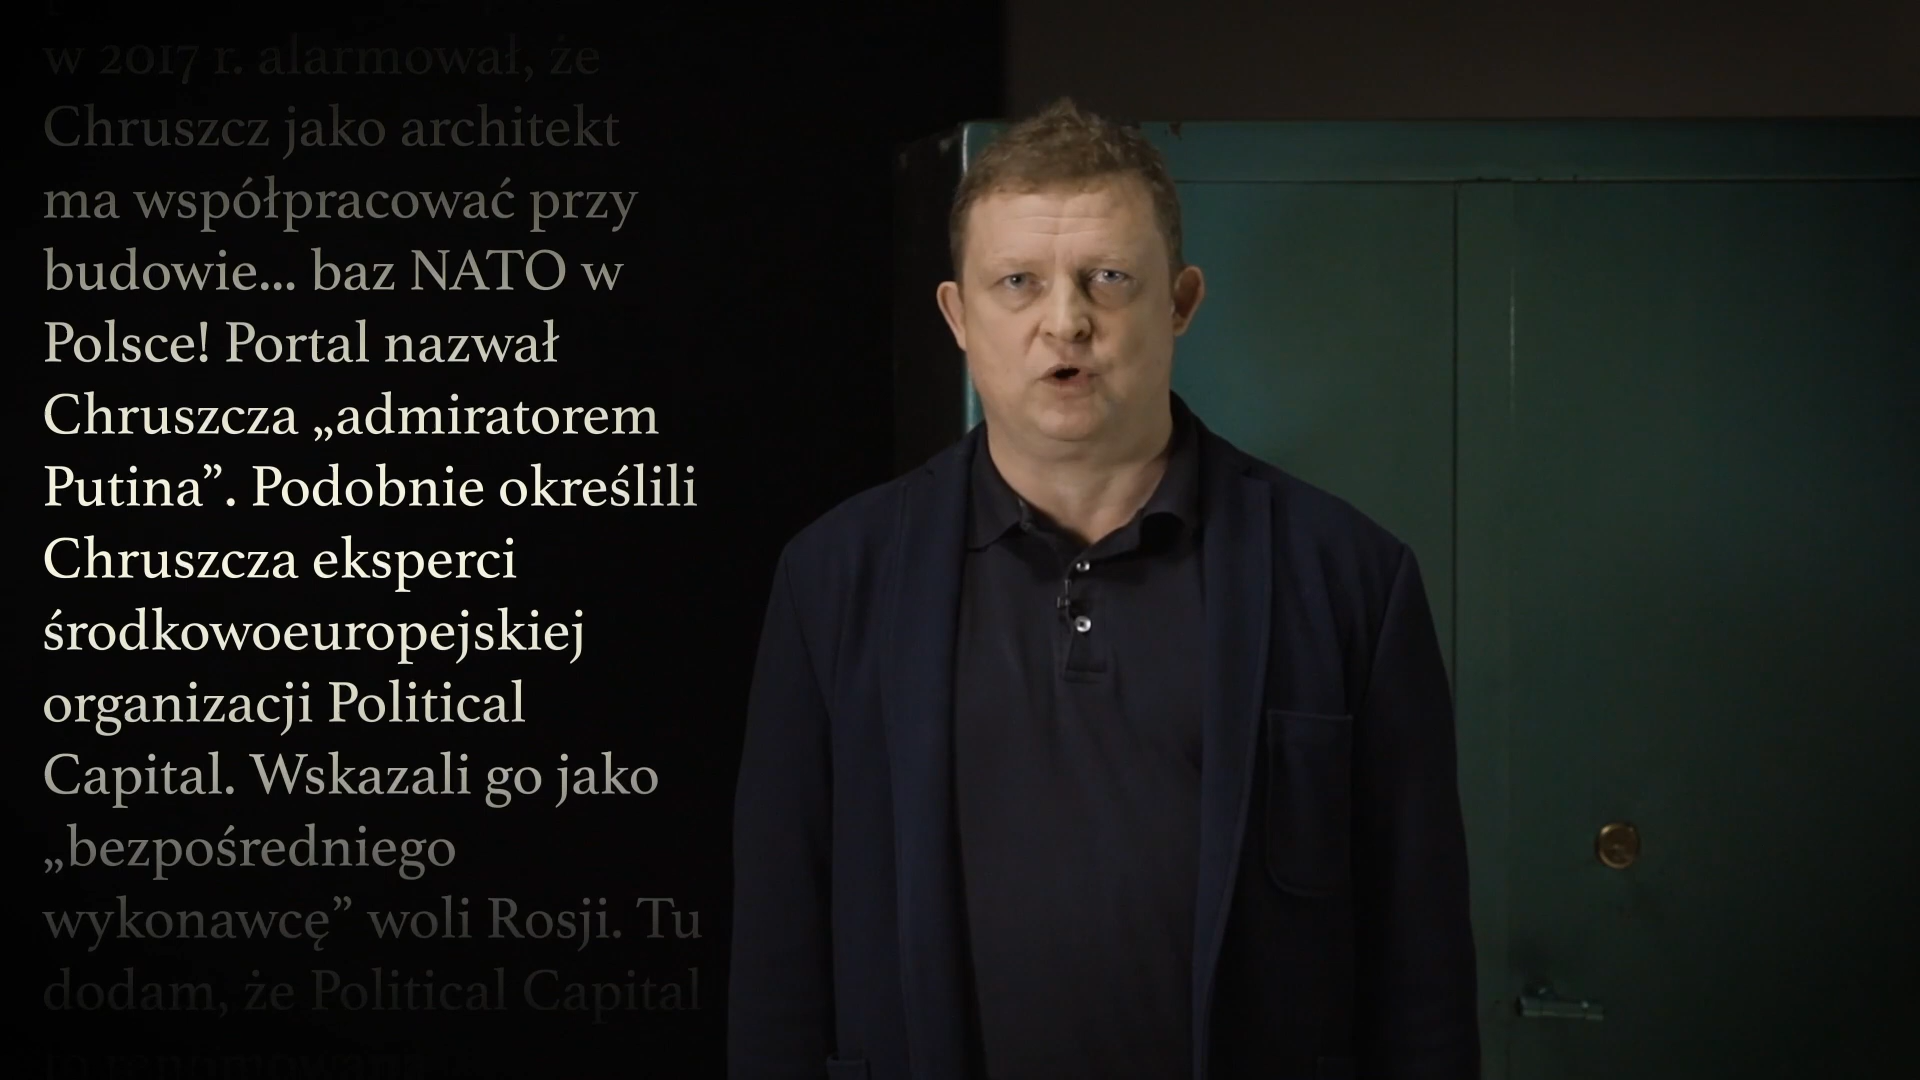 w 2017 r. alarmował, że
Chruszcz jako architekt
ma współpracować przy
budowie... baz NATO w
Polsce! Portal nazwał
Chruszcza „admiratorem
Putina”. Podobnie określili
Chruszcza eksperci
środkowoeuropejskiej
organizacji Political
Capital. Wskazali go jako
„bezpośredniego
wykonawcę” woli Rosji. Tu
dodam, że Political Capital